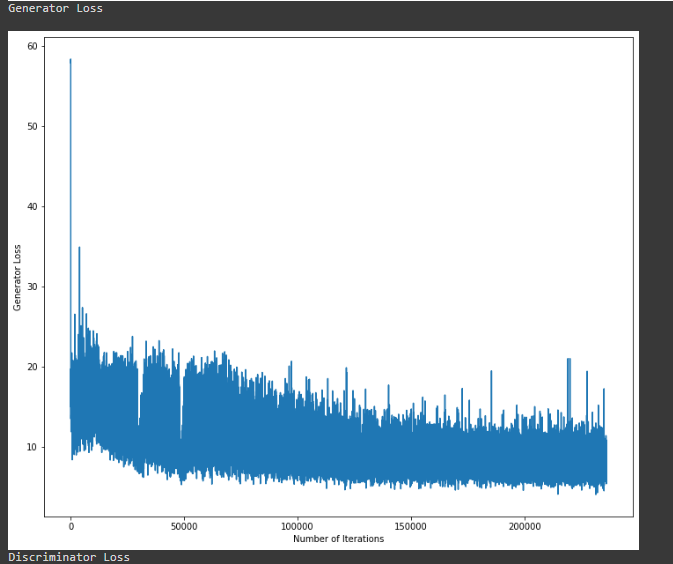 Generator Loss
60
50
40
30
20
10
Generator Loss
0 50000 100000 150000 200000
Number of Iterations
Discriminator Loss